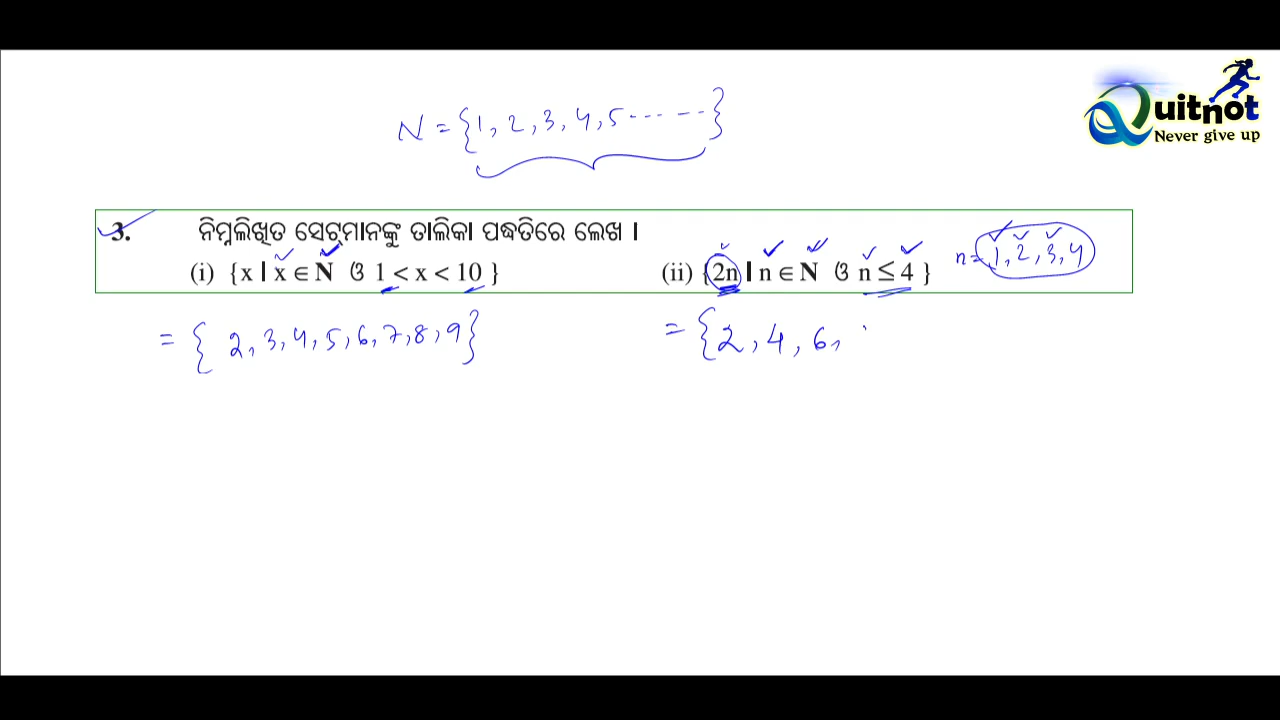 Quitnot
Never give up
N = {1, 2, 3, 4, 5 ---- --}
3. ନିମ୍ନଲିଖିତ ସେଟ୍‌ମାନଙ୍କୁ ତାଲିକା ପଦ୍ଧତିରେ ଲେଖ ।
(i) {x | x ∈ N ଓ 1 < x < 10 } (ii) {2n | n ∈ N ଓ n ≤ 4 } n = 1, 2, 3, 4
= { 2, 3, 4, 5, 6, 7, 8, 9} = {2, 4, 6,